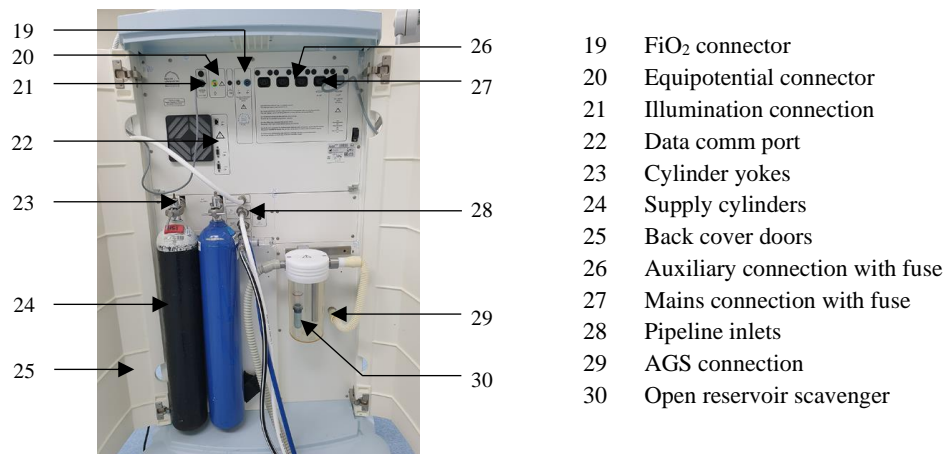 19
20
21
22
23
24
25
26
27
28
29
30
19 FiO₂ connector
20 Equipotential connector
21 Illumination connection
22 Data comm port
23 Cylinder yokes
24 Supply cylinders
25 Back cover doors
26 Auxiliary connection with fuse
27 Mains connection with fuse
28 Pipeline inlets
29 AGS connection
30 Open reservoir scavenger